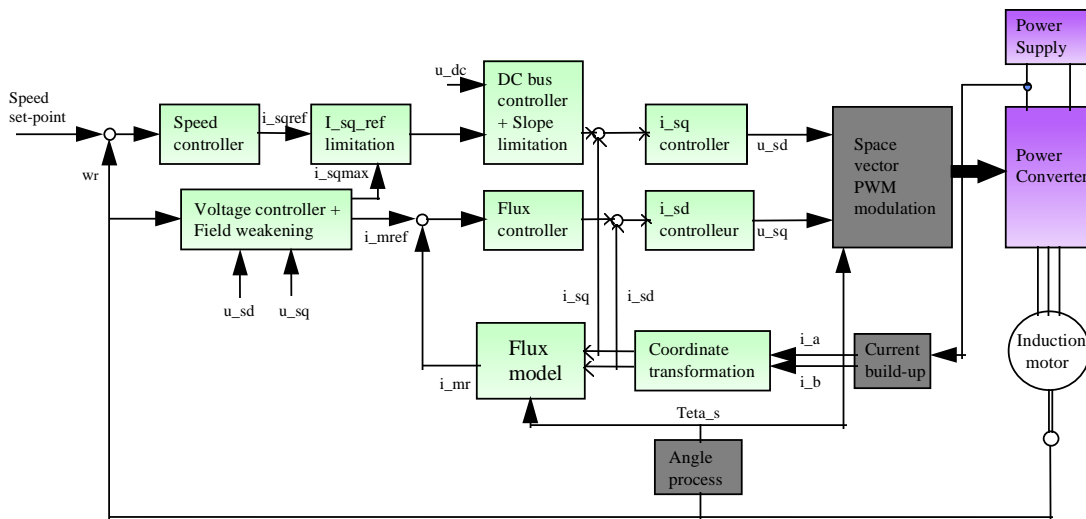 Power
Supply
u_dc
DC bus
controller
+ Slope
limitation
Speed
set-point
Speed
controller
i_sqref
I_sq_ref
limitation
i_sqmax
i_sq
controller
u_sd
Space
vector
PWM
modulation
Power
Converter
wr
Voltage controller +
Field weakening
i_mref
Flux
controller
i_sd
controlleur
u_sq
u_sd
u_sq
i_sq
i_sd
Flux
model
i_mr
Coordinate
transformation
i_a
i_b
Current
build-up
Induction
motor
Teta_s
Angle
process